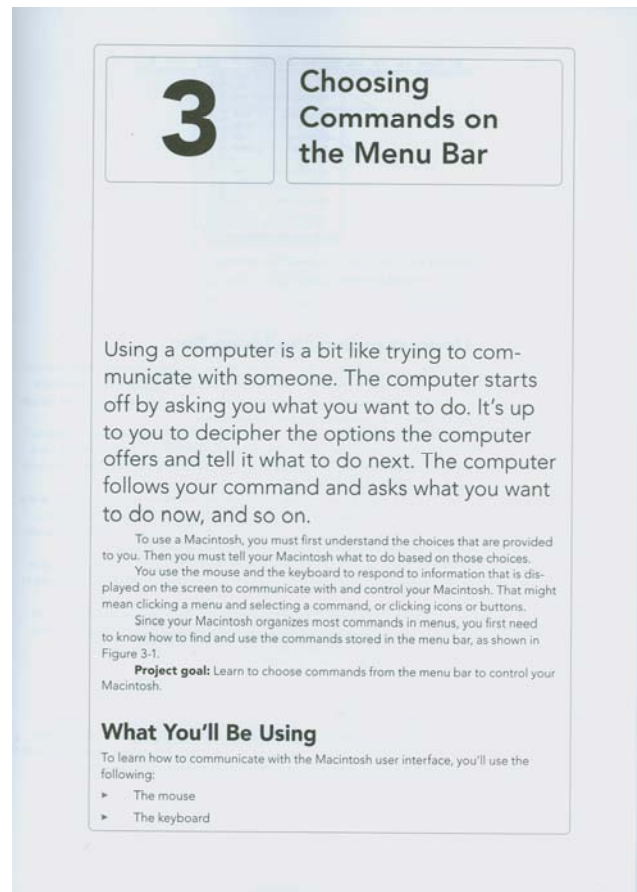 3
Choosing
Commands on
the Menu Bar
Using a computer is a bit like trying to com-
municate with someone. The computer starts
off by asking you what you want to do. It's up
to you to decipher the options the computer
offers and tell it what to do next. The computer
follows your command and asks what you want
to do now, and so on.
To use a Macintosh, you must first understand the choices that are provided
to you. Then you must tell your Macintosh what to do based on those choices.
You use the mouse and the keyboard to respond to information that is dis-
played on the screen to communicate with and control your Macintosh. That might
mean clicking a menu and selecting a command, or clicking icons or buttons.
Since your Macintosh organizes most commands in menus, you first need
to know how to find and use the commands stored in the menu bar, as shown in
Figure 3-1.
Project goal: Learn to choose commands from the menu bar to control your
Macintosh.
What You'll Be Using
To learn how to communicate with the Macintosh user interface, you'll use the
following:
► The mouse
► The keyboard